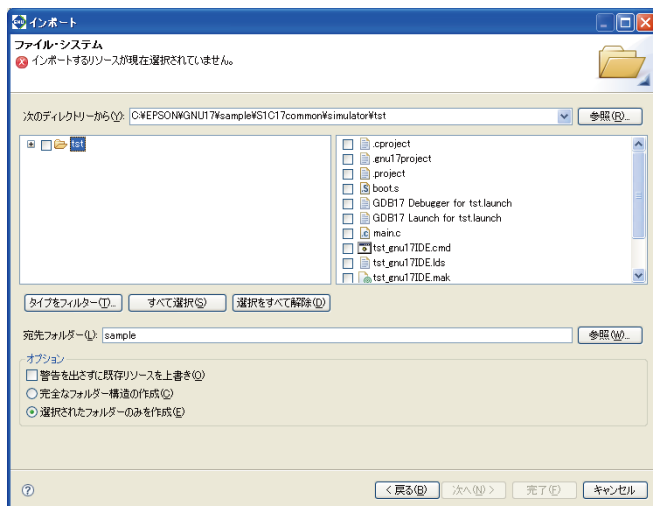 インポート
ファイル・システム
インポートするリソースが現在選択されていません。
次のディレクトリーから(Y): C:¥EPSON¥GNU17¥sample¥S1C17common¥simulator¥tst 参照(R)...
tst
.cproject
.gnu17project
.project
boot.s
GDB17 Debugger for tst.launch
GDB17 Launch for tst.launch
main.c
tst_gnu17IDE.cmd
tst_gnu17IDE.lds
tst_gnu17IDE.mak
タイプをフィルター(T)... すべて選択(S) 選択をすべて解除(D)
宛先フォルダー(L): sample 参照(W)...
オプション
警告を出さずに既存リソースを上書き(O)
完全なフォルダー構造の作成(C)
選択されたフォルダーのみを作成(E)
? < 戻る(B) 次へ(N) > 完了(F) キャンセル